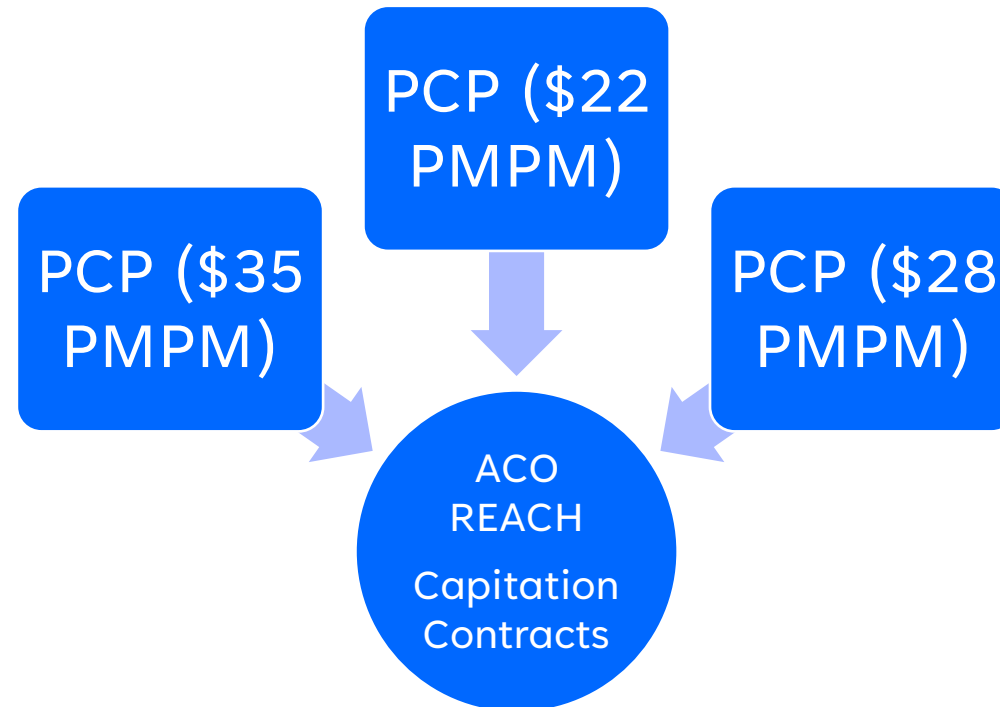 PCP ($22
PMPM)
PCP ($35
PMPM)
PCP ($28
PMPM)
ACO
REACH
Capitation
Contracts